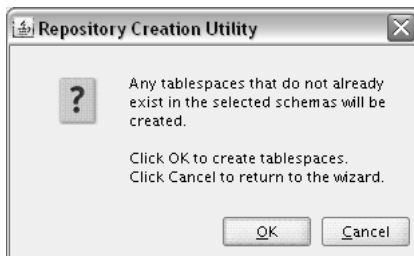 Repository Creation Utility
Any tablespaces that do not already
exist in the selected schemas will be
created.
Click OK to create tablespaces.
Click Cancel to return to the wizard.
OK
Cancel